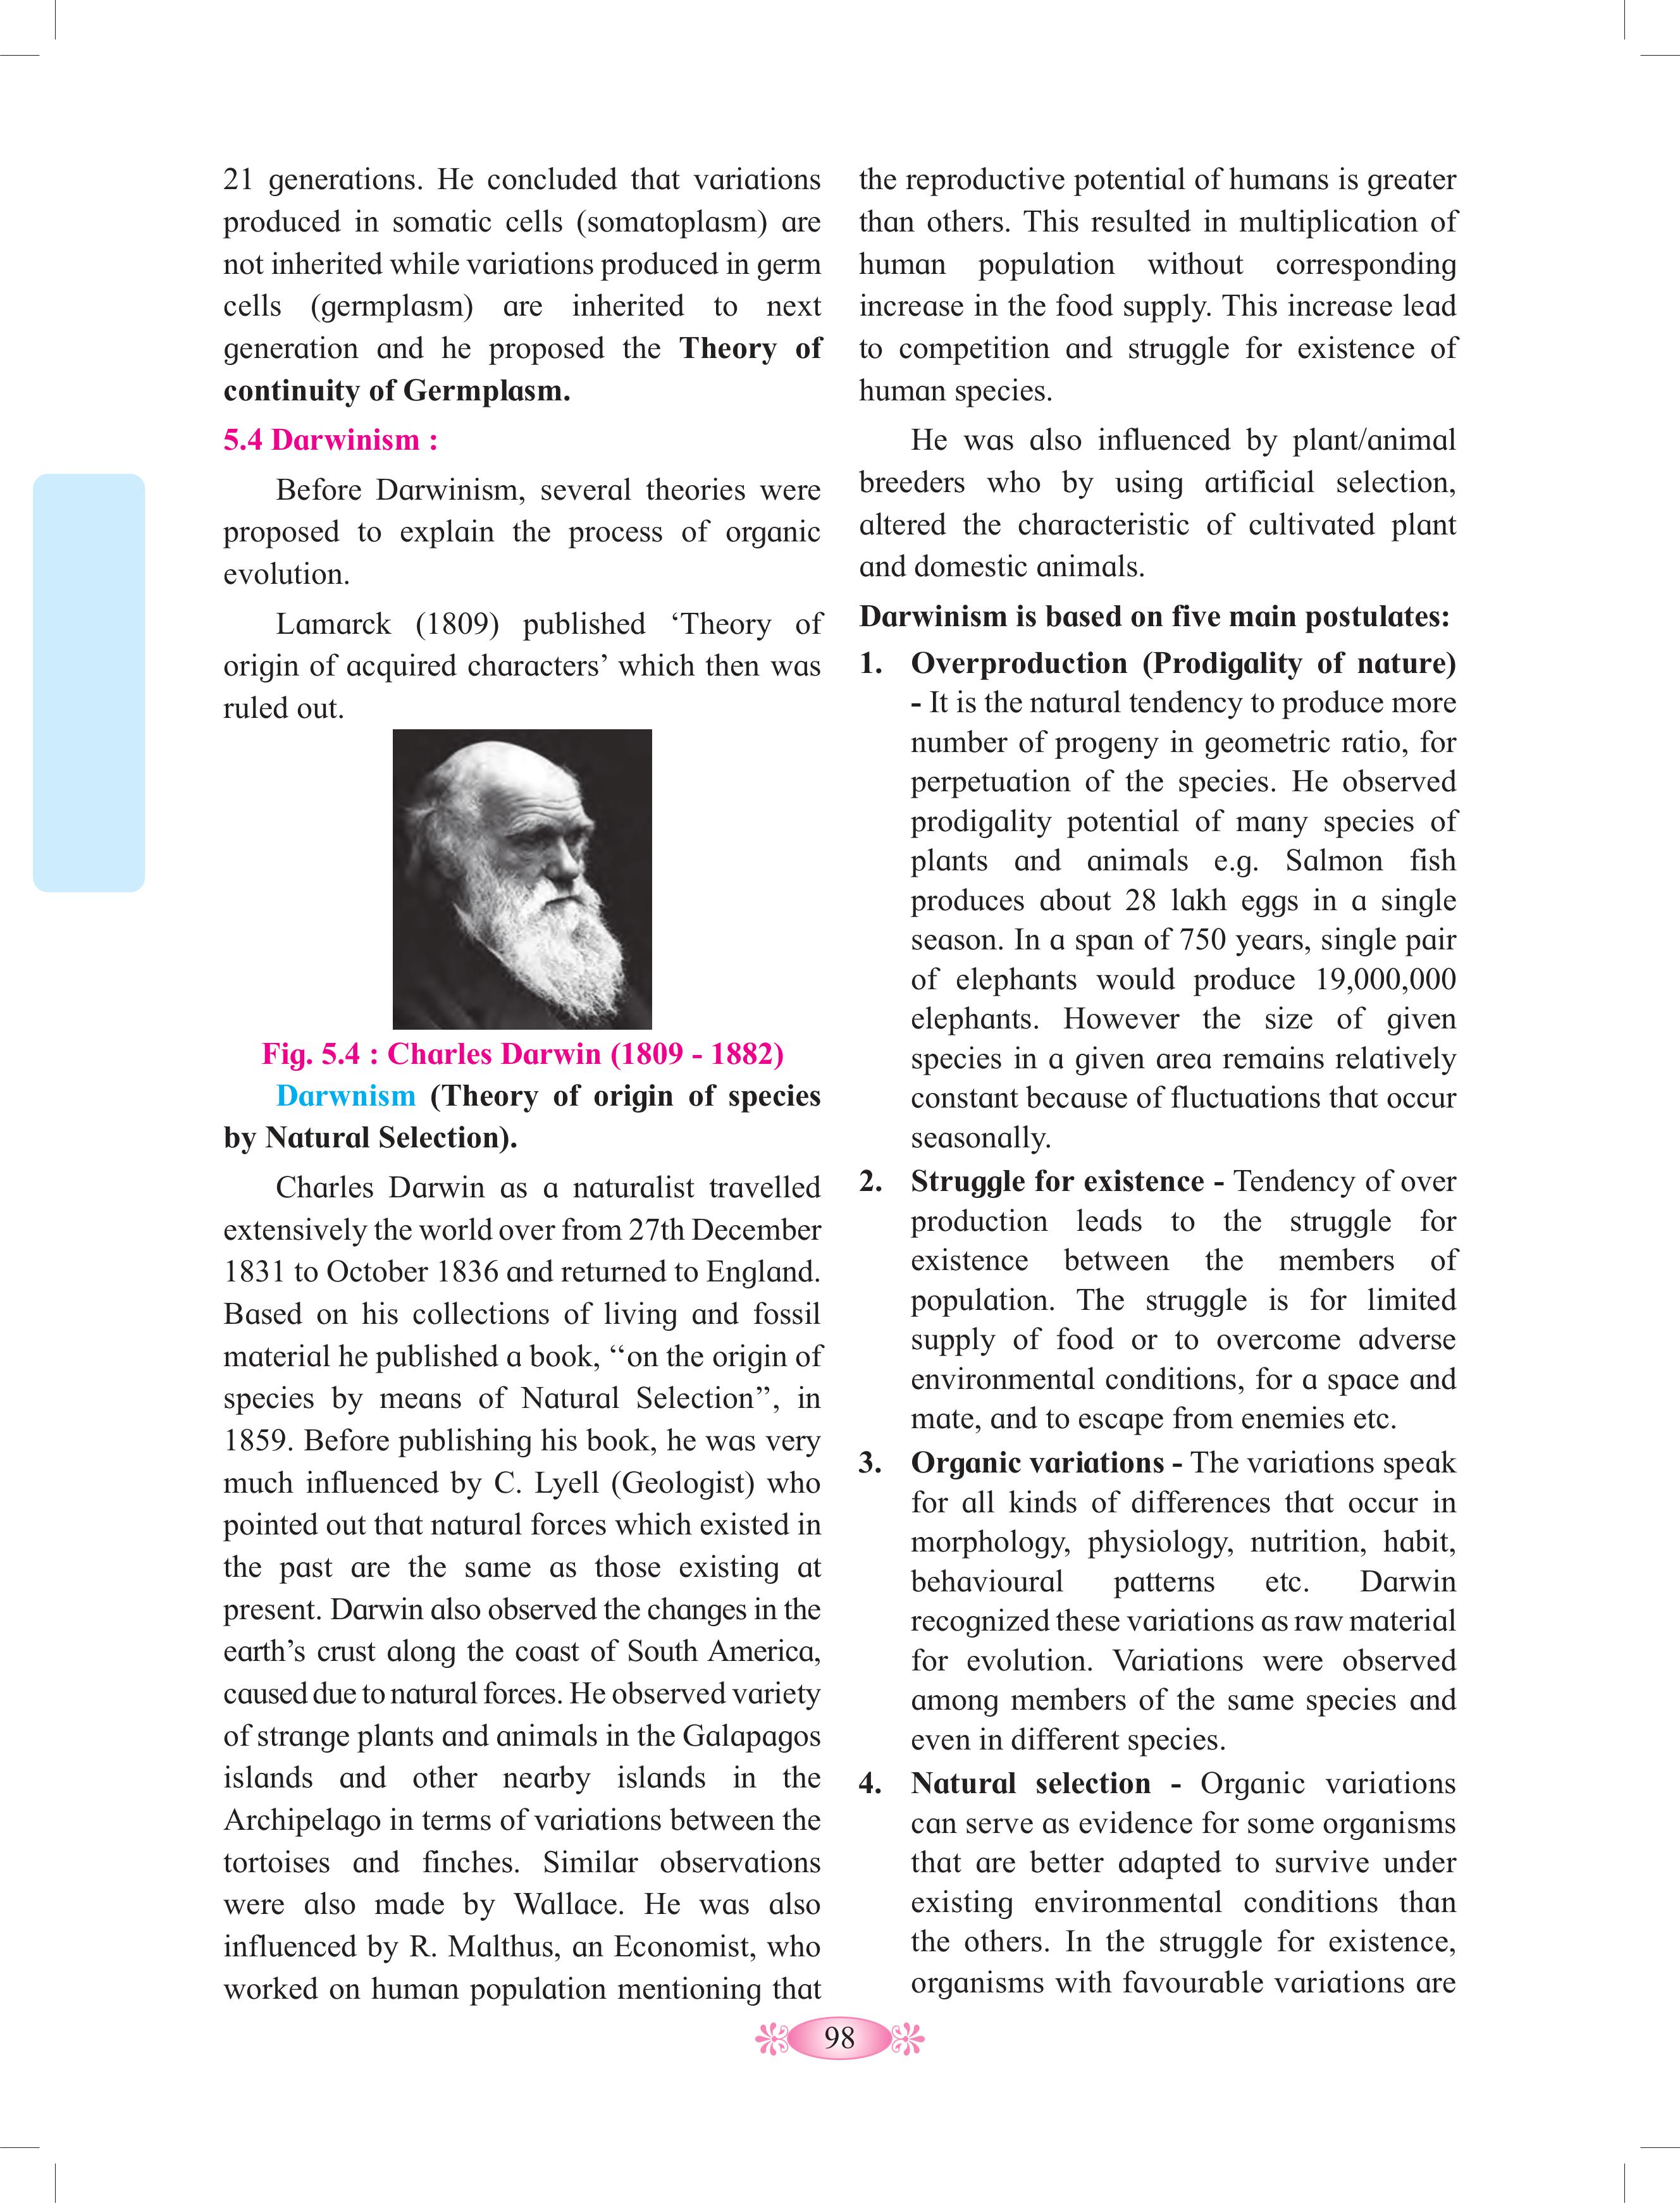 21 generations. He concluded that variations
produced in somatic cells (somatoplasm) are
not inherited while variations produced in germ
cells (germplasm) are inherited to next
generation and he proposed the Theory of
continuity of Germplasm.
5.4 Darwinism :
Before Darwinism, several theories were
proposed to explain the process of organic
evolution.
Lamarck (1809) published ‘Theory of
origin of acquired characters’ which then was
ruled out.
Fig. 5.4 : Charles Darwin (1809 - 1882)
Darwnism (Theory of origin of species
by Natural Selection).
Charles Darwin as a naturalist travelled
extensively the world over from 27th December
1831 to October 1836 and returned to England.
Based on his collections of living and fossil
material he published a book, ‘‘on the origin of
species by means of Natural Selection’’, in
1859. Before publishing his book, he was very
much influenced by C. Lyell (Geologist) who
pointed out that natural forces which existed in
the past are the same as those existing at
present. Darwin also observed the changes in the
earth’s crust along the coast of South America,
caused due to natural forces. He observed variety
of strange plants and animals in the Galapagos
islands and other nearby islands in the
Archipelago in terms of variations between the
tortoises and finches. Similar observations
were also made by Wallace. He was also
influenced by R. Malthus, an Economist, who
worked on human population mentioning that
the reproductive potential of humans is greater
than others. This resulted in multiplication of
human population without corresponding
increase in the food supply. This increase lead
to competition and struggle for existence of
human species.
He was also influenced by plant/animal
breeders who by using artificial selection,
altered the characteristic of cultivated plant
and domestic animals.
Darwinism is based on five main postulates:
1. Overproduction (Prodigality of nature)
- It is the natural tendency to produce more
number of progeny in geometric ratio, for
perpetuation of the species. He observed
prodigality potential of many species of
plants and animals e.g. Salmon fish
produces about 28 lakh eggs in a single
season. In a span of 750 years, single pair
of elephants would produce 19,000,000
elephants. However the size of given
species in a given area remains relatively
constant because of fluctuations that occur
seasonally.
2. Struggle for existence - Tendency of over
production leads to the struggle for
existence between the members of
population. The struggle is for limited
supply of food or to overcome adverse
environmental conditions, for a space and
mate, and to escape from enemies etc.
3. Organic variations - The variations speak
for all kinds of differences that occur in
morphology, physiology, nutrition, habit,
behavioural patterns etc. Darwin
recognized these variations as raw material
for evolution. Variations were observed
among members of the same species and
even in different species.
4. Natural selection - Organic variations
can serve as evidence for some organisms
that are better adapted to survive under
existing environmental conditions than
the others. In the struggle for existence,
organisms with favourable variations are
98